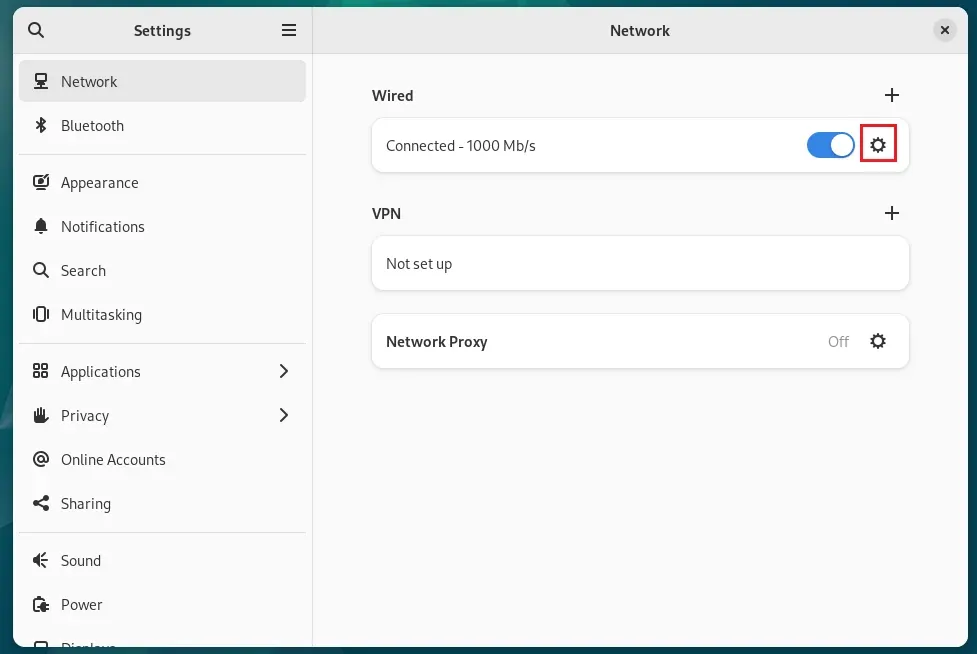 Settings
Network
Network
Bluetooth
Appearance
Notifications
Search
Multitasking
Applications
Privacy
Online Accounts
Sharing
Sound
Power
Displays
Wired
Connected - 1000 Mb/s
VPN
Not set up
Network Proxy
Off